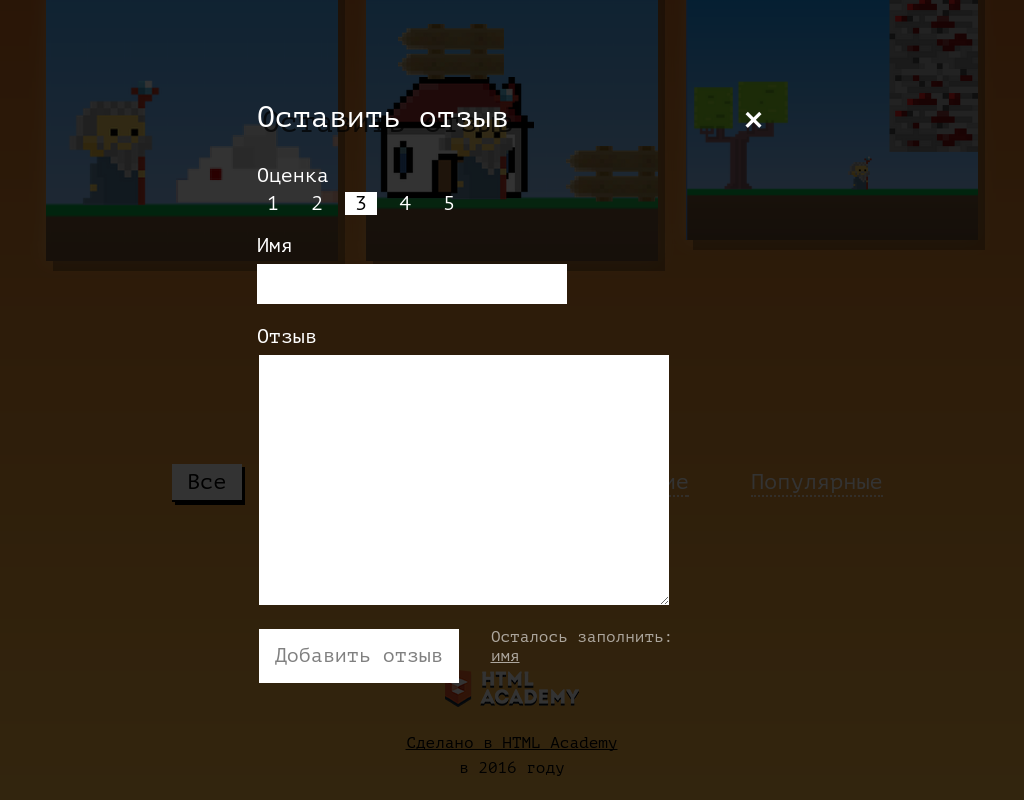 Оставить отзыв
×
Оценка
1 2 3 4 5
Имя
Отзыв
Все
ие
Популярные
Добавить отзыв
Осталось заполнить:
имя
HTML
ACADEMY
Сделано в HTML Academy
в 2016 году